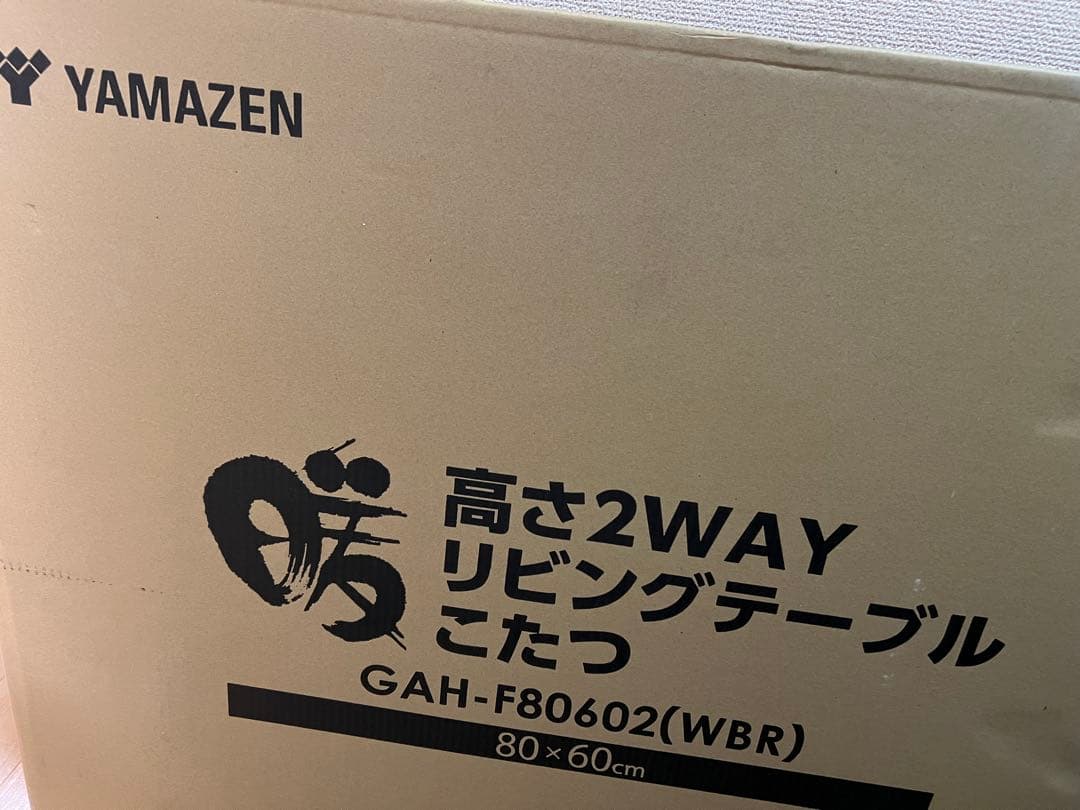 YAMAZEN
暖
高さ2WAY
リビングテーブル
こたつ
GAH-F80602(WBR)
80×60cm